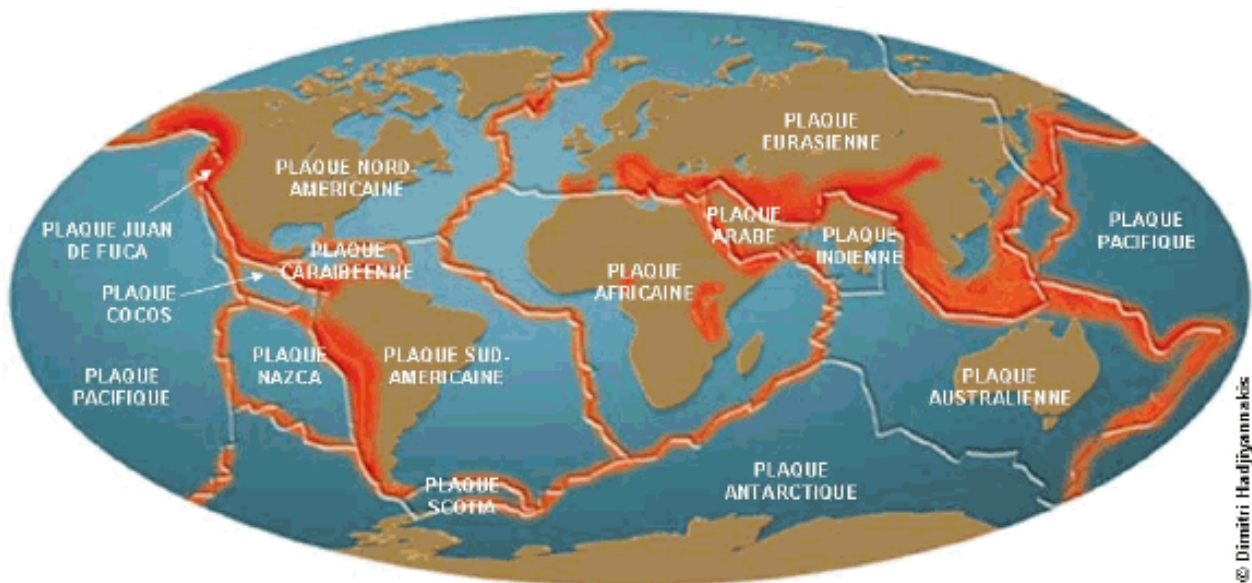 PLAQUE
EURASIENNE
PLAQUE NORD-
AMERICAINE
PLAQUE JUAN
DE FUCA
PLAQUE
ARABE
PLAQUE
INDIENNE
PLAQUE
PACIFIQUE
PLAQUE
CARAIBEENNE
PLAQUE
COCOS
PLAQUE
AFRICAINE
PLAQUE
NAZCA
PLAQUE SUD-
AMERICAINE
PLAQUE
PACIFIQUE
PLAQUE
AUSTRALIENNE
PLAQUE
ANTARCTIQUE
PLAQUE
SCOTIA
© Dimitri Hadjiyannakis